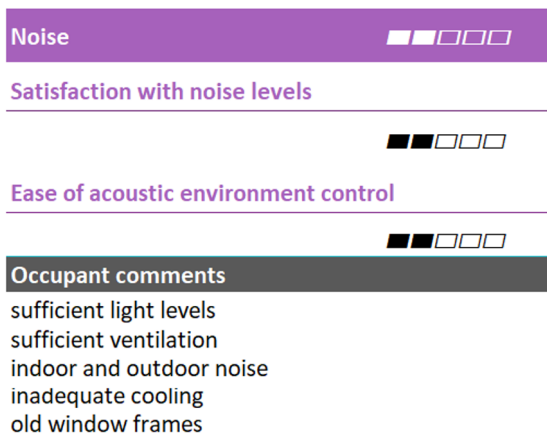 Noise
Satisfaction with noise levels
Ease of acoustic environment control
Occupant comments
sufficient light levels
sufficient ventilation
indoor and outdoor noise
inadequate cooling
old window frames